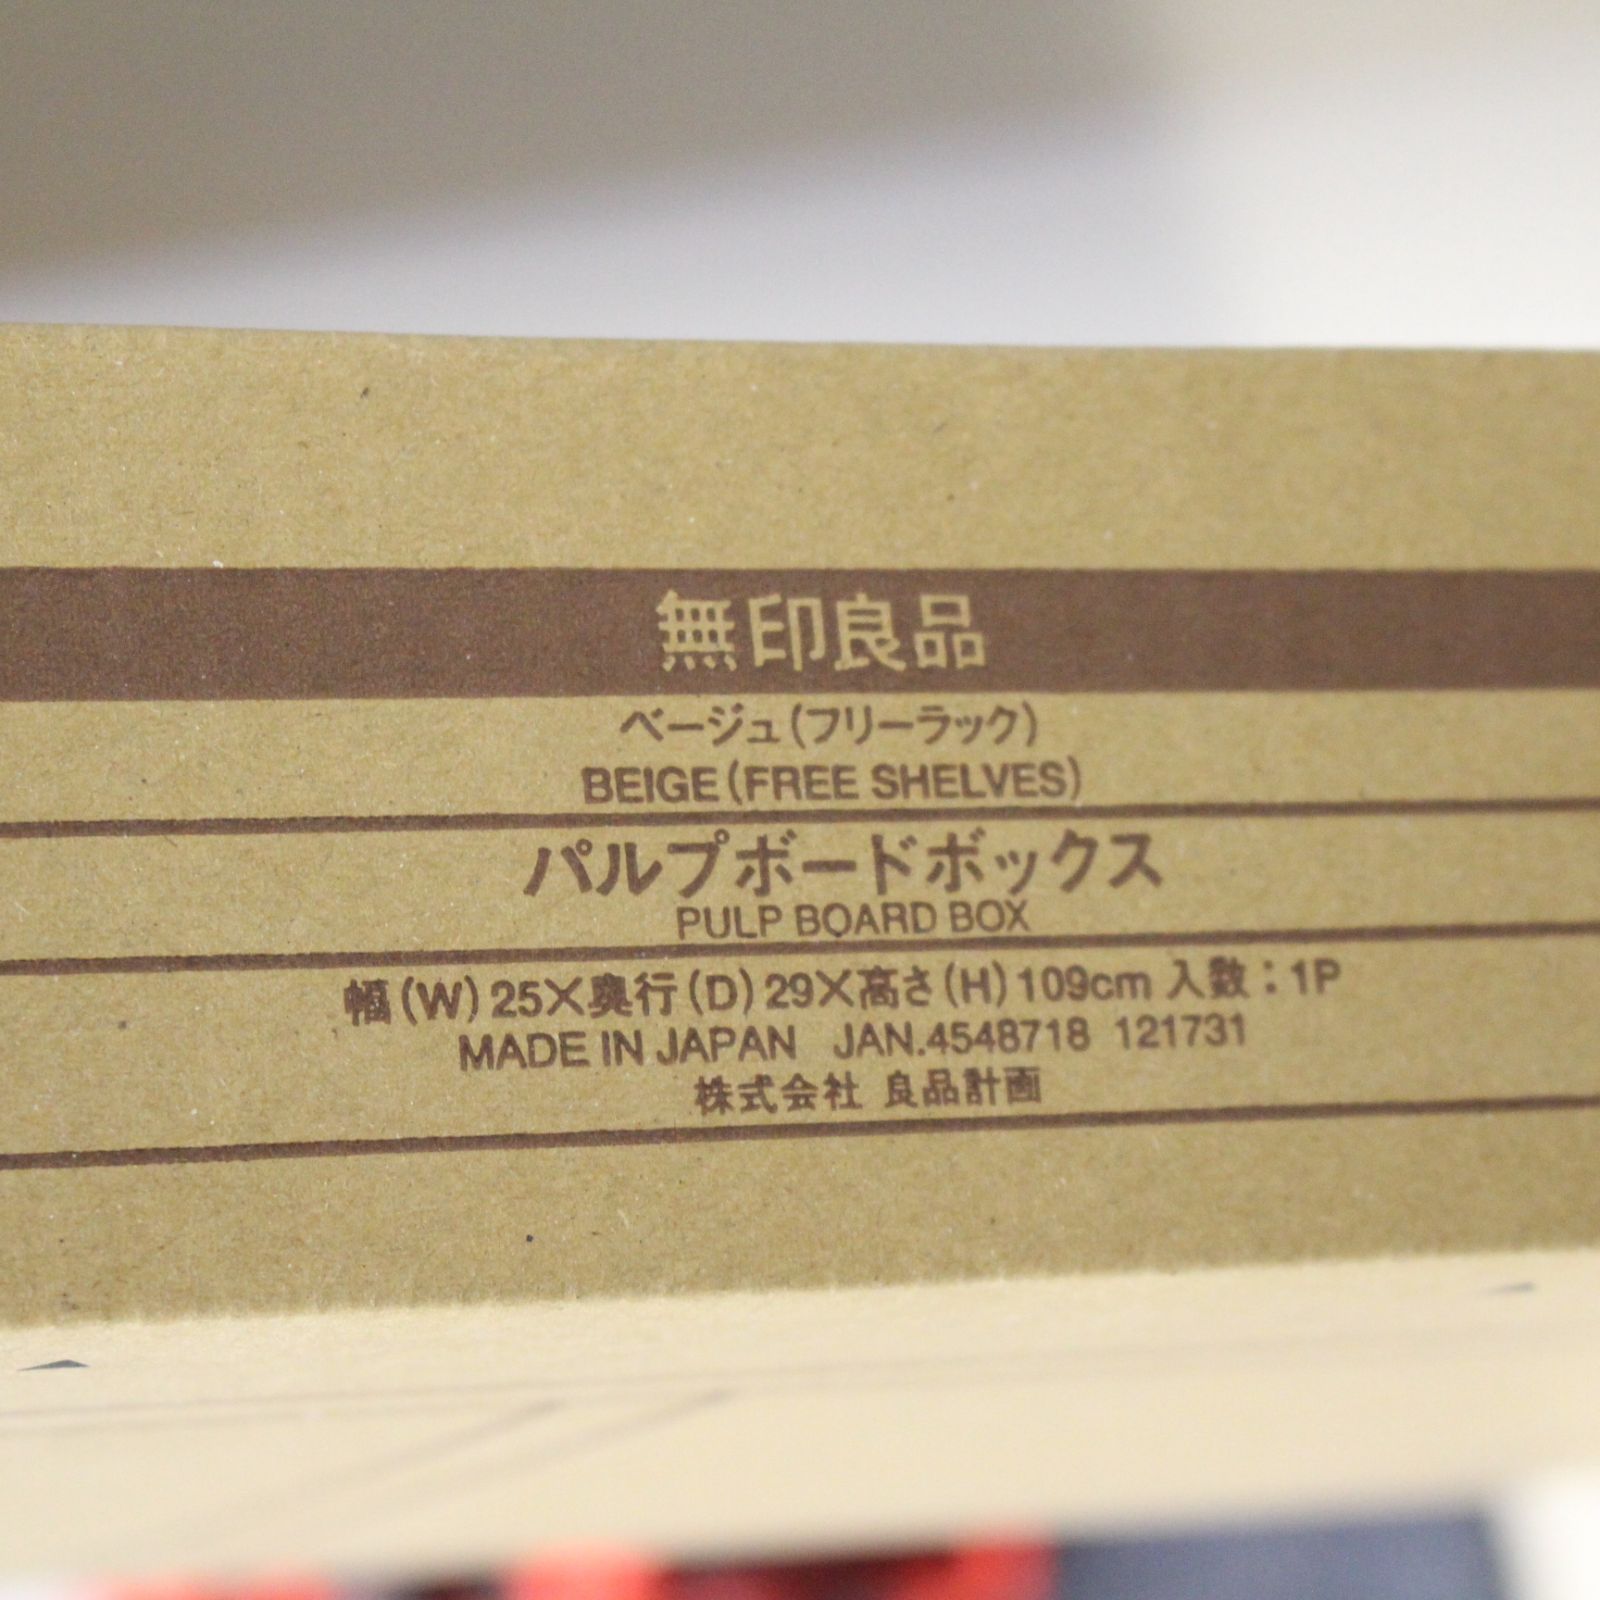 無印良品
ベージュ(フリーラック)
BEIGE(FREE SHELVES)
パルプボードボックス
PULP BOARD BOX
幅(W)25×奥行(D)29×高さ(H)109cm 入数:1P
MADE IN JAPAN JAN.4548718 121731
株式会社 良品計画